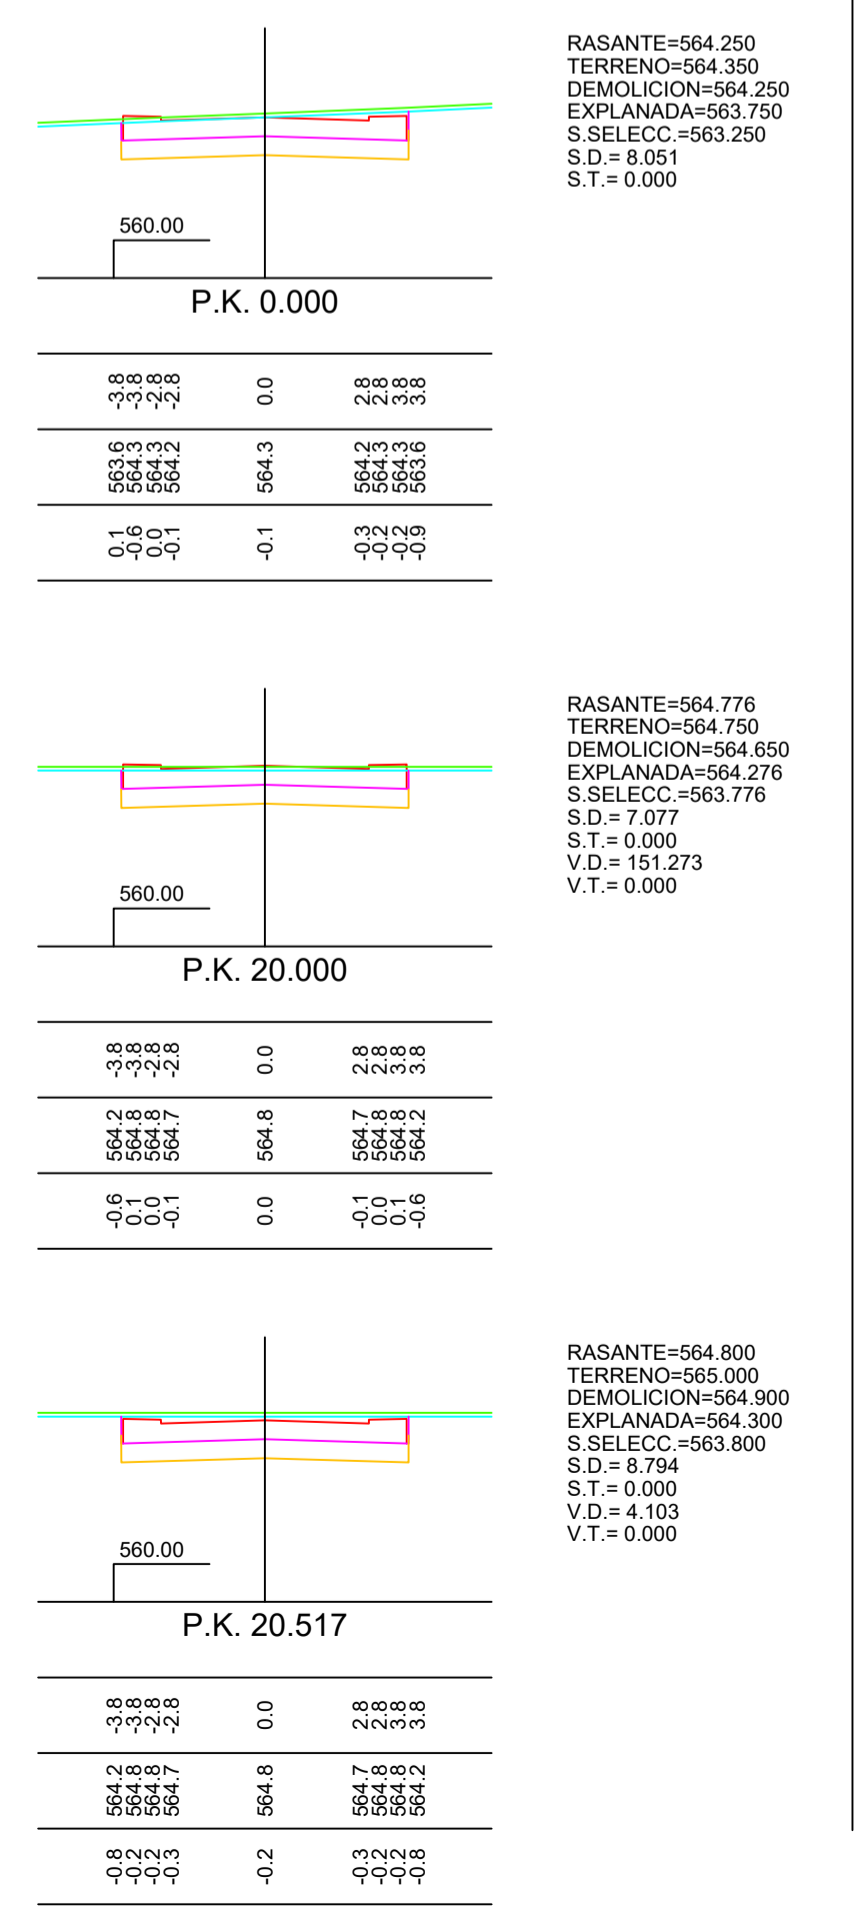 RASANTE=564.250
TERRENO=564.350
DEMOLICION=564.250
EXPLANADA=563.750
S.SELECC.=563.250
S.D.= 8.051
S.T.= 0.000
560.00
P.K. 0.000
-3.8 -3.8 -2.8 -2.8 0.0 2.8 2.8 3.8 3.8
563.6 564.3 564.3 564.2 564.3 564.2 564.3 564.3 563.6
0.1 -0.6 0.0 -0.1 -0.1 -0.3 -0.2 -0.2 -0.9
RASANTE=564.776
TERRENO=564.750
DEMOLICION=564.650
EXPLANADA=564.276
S.SELECC.=563.776
S.D.= 7.077
S.T.= 0.000
V.D.= 151.273
V.T.= 0.000
560.00
P.K. 20.000
-3.8 -3.8 -2.8 -2.8 0.0 2.8 2.8 3.8 3.8
564.2 564.8 564.8 564.7 564.8 564.7 564.8 564.8 564.2
-0.6 0.1 0.0 -0.1 0.0 -0.1 0.0 0.1 -0.6
RASANTE=564.800
TERRENO=565.000
DEMOLICION=564.900
EXPLANADA=564.300
S.SELECC.=563.800
S.D.= 8.794
S.T.= 0.000
V.D.= 4.103
V.T.= 0.000
560.00
P.K. 20.517
-3.8 -3.8 -2.8 -2.8 0.0 2.8 2.8 3.8 3.8
564.2 564.8 564.8 564.7 564.8 564.7 564.8 564.8 564.2
-0.8 -0.2 -0.2 -0.3 -0.2 -0.3 -0.2 -0.2 -0.8